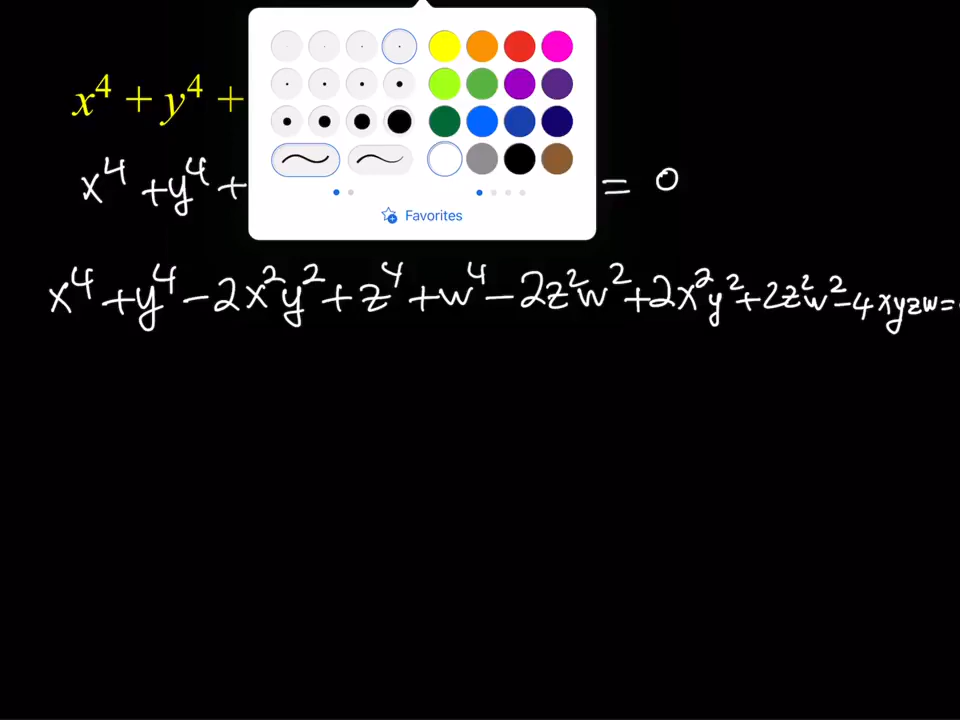 x⁴ + y⁴ +
x⁴ + y⁴ + = 0
Favorites
x⁴ + y⁴ − 2x²y² + z⁴ + w⁴ − 2z²w² + 2x²y² + 2z²w² − 4xyzw =